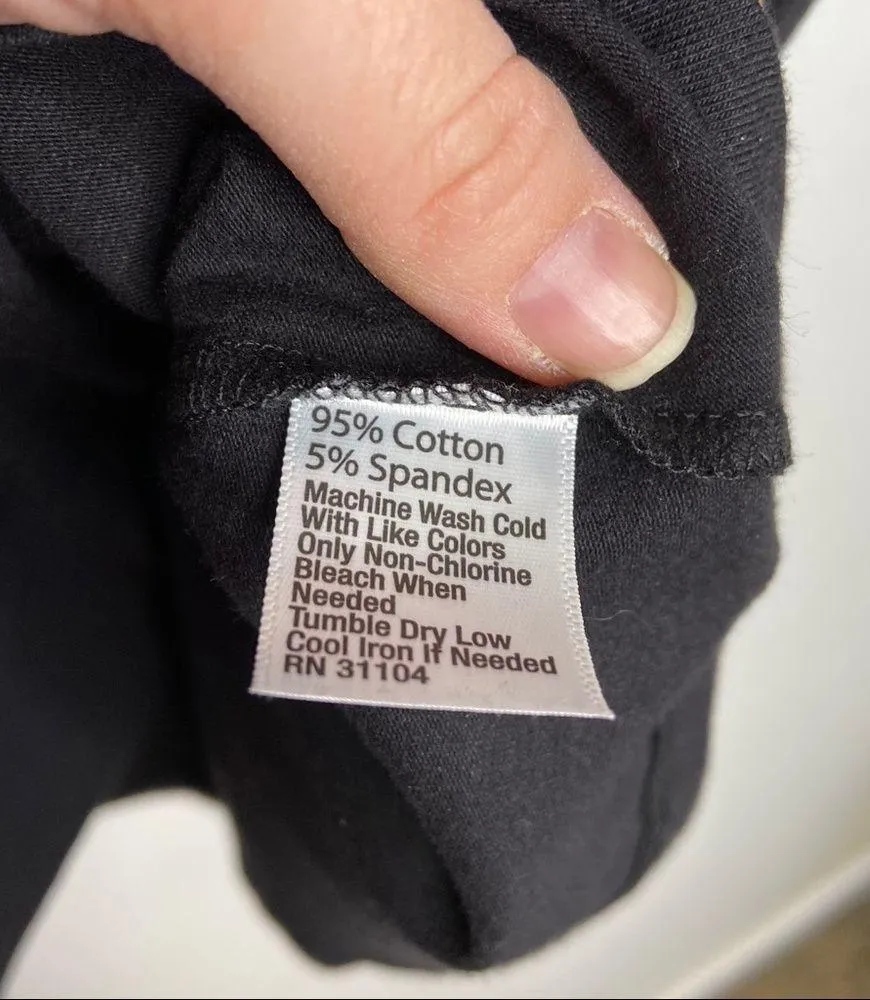 95% Cotton
5% Spandex
Machine Wash Cold
With Like Colors
Only Non-Chlorine
Bleach When
Needed
Tumble Dry Low
Cool Iron If Needed
RN 31104